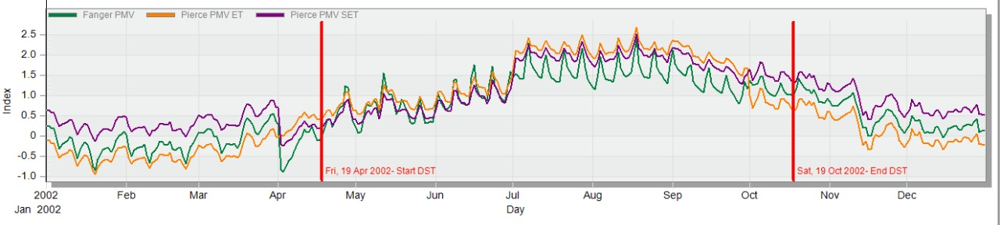 Fanger PMV Pierce PMV ET Pierce PMV SET
2.5
2.0
1.5
1.0
0.5
0
-0.5
-1.0
Index
Fri, 19 Apr 2002- Start DST
Sat, 19 Oct 2002- End DST
2002 Feb Mar Apr May Jun Jul Aug Sep Oct Nov Dec
Jan 2002 Day